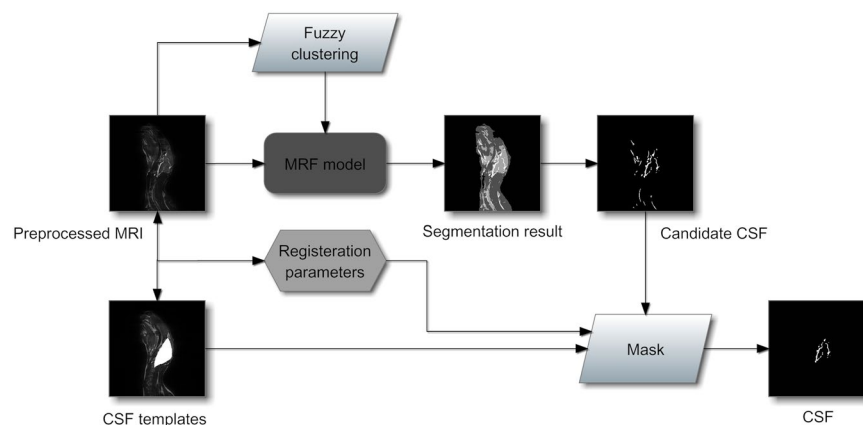 Fuzzy
clustering
MRF model
Preprocessed MRI
Segmentation result
Candidate CSF
Registeration
parameters
Mask
CSF templates
CSF